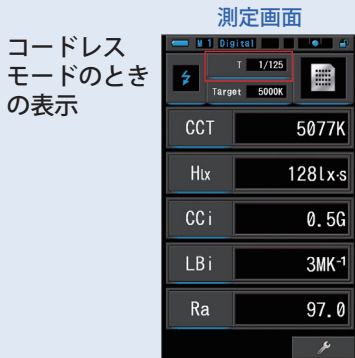 測定画面
コードレス
モードのとき
の表示
M 1 Digital
T 1/125
Target 5000K
CCT 5077K
Hlx 128lx·s
CCi 0.5G
LBi 3MK⁻¹
Ra 97.0